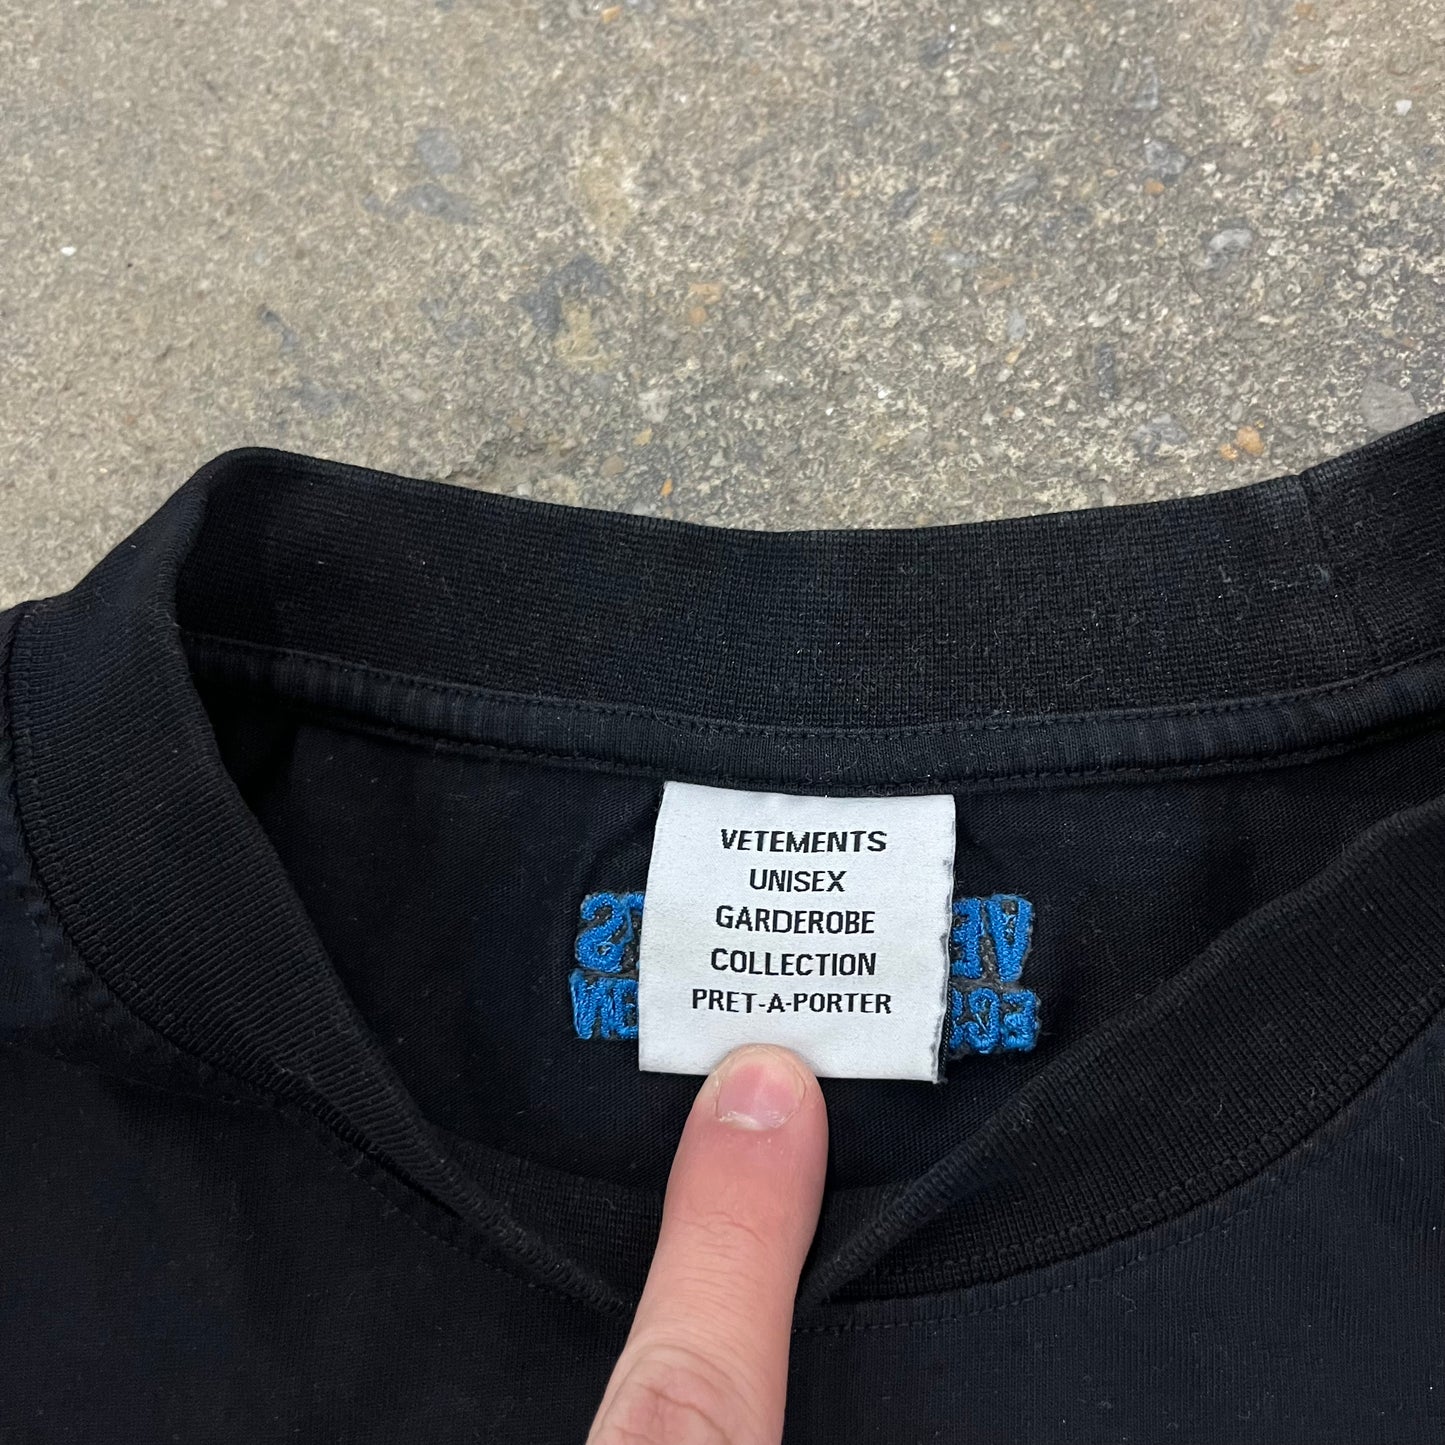 VETEMENTS
UNISEX
GARDEROBE
COLLECTION
PRET-A-PORTER